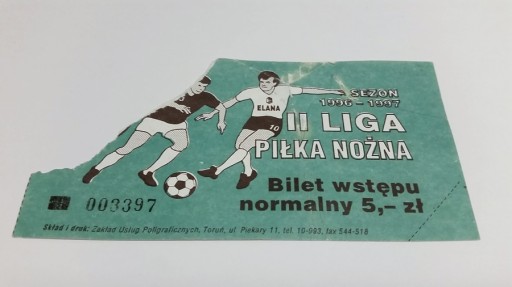 SEZON
1996 - 1997
II LIGA
PIŁKA NOŻNA
ELANA
10
Bilet wstępu
normalny 5,- zł
003397
Skład i druk: Zakład Usług Poligraficznych, Toruń, ul. Piekary 11, tel. 10-093, fax 544-518